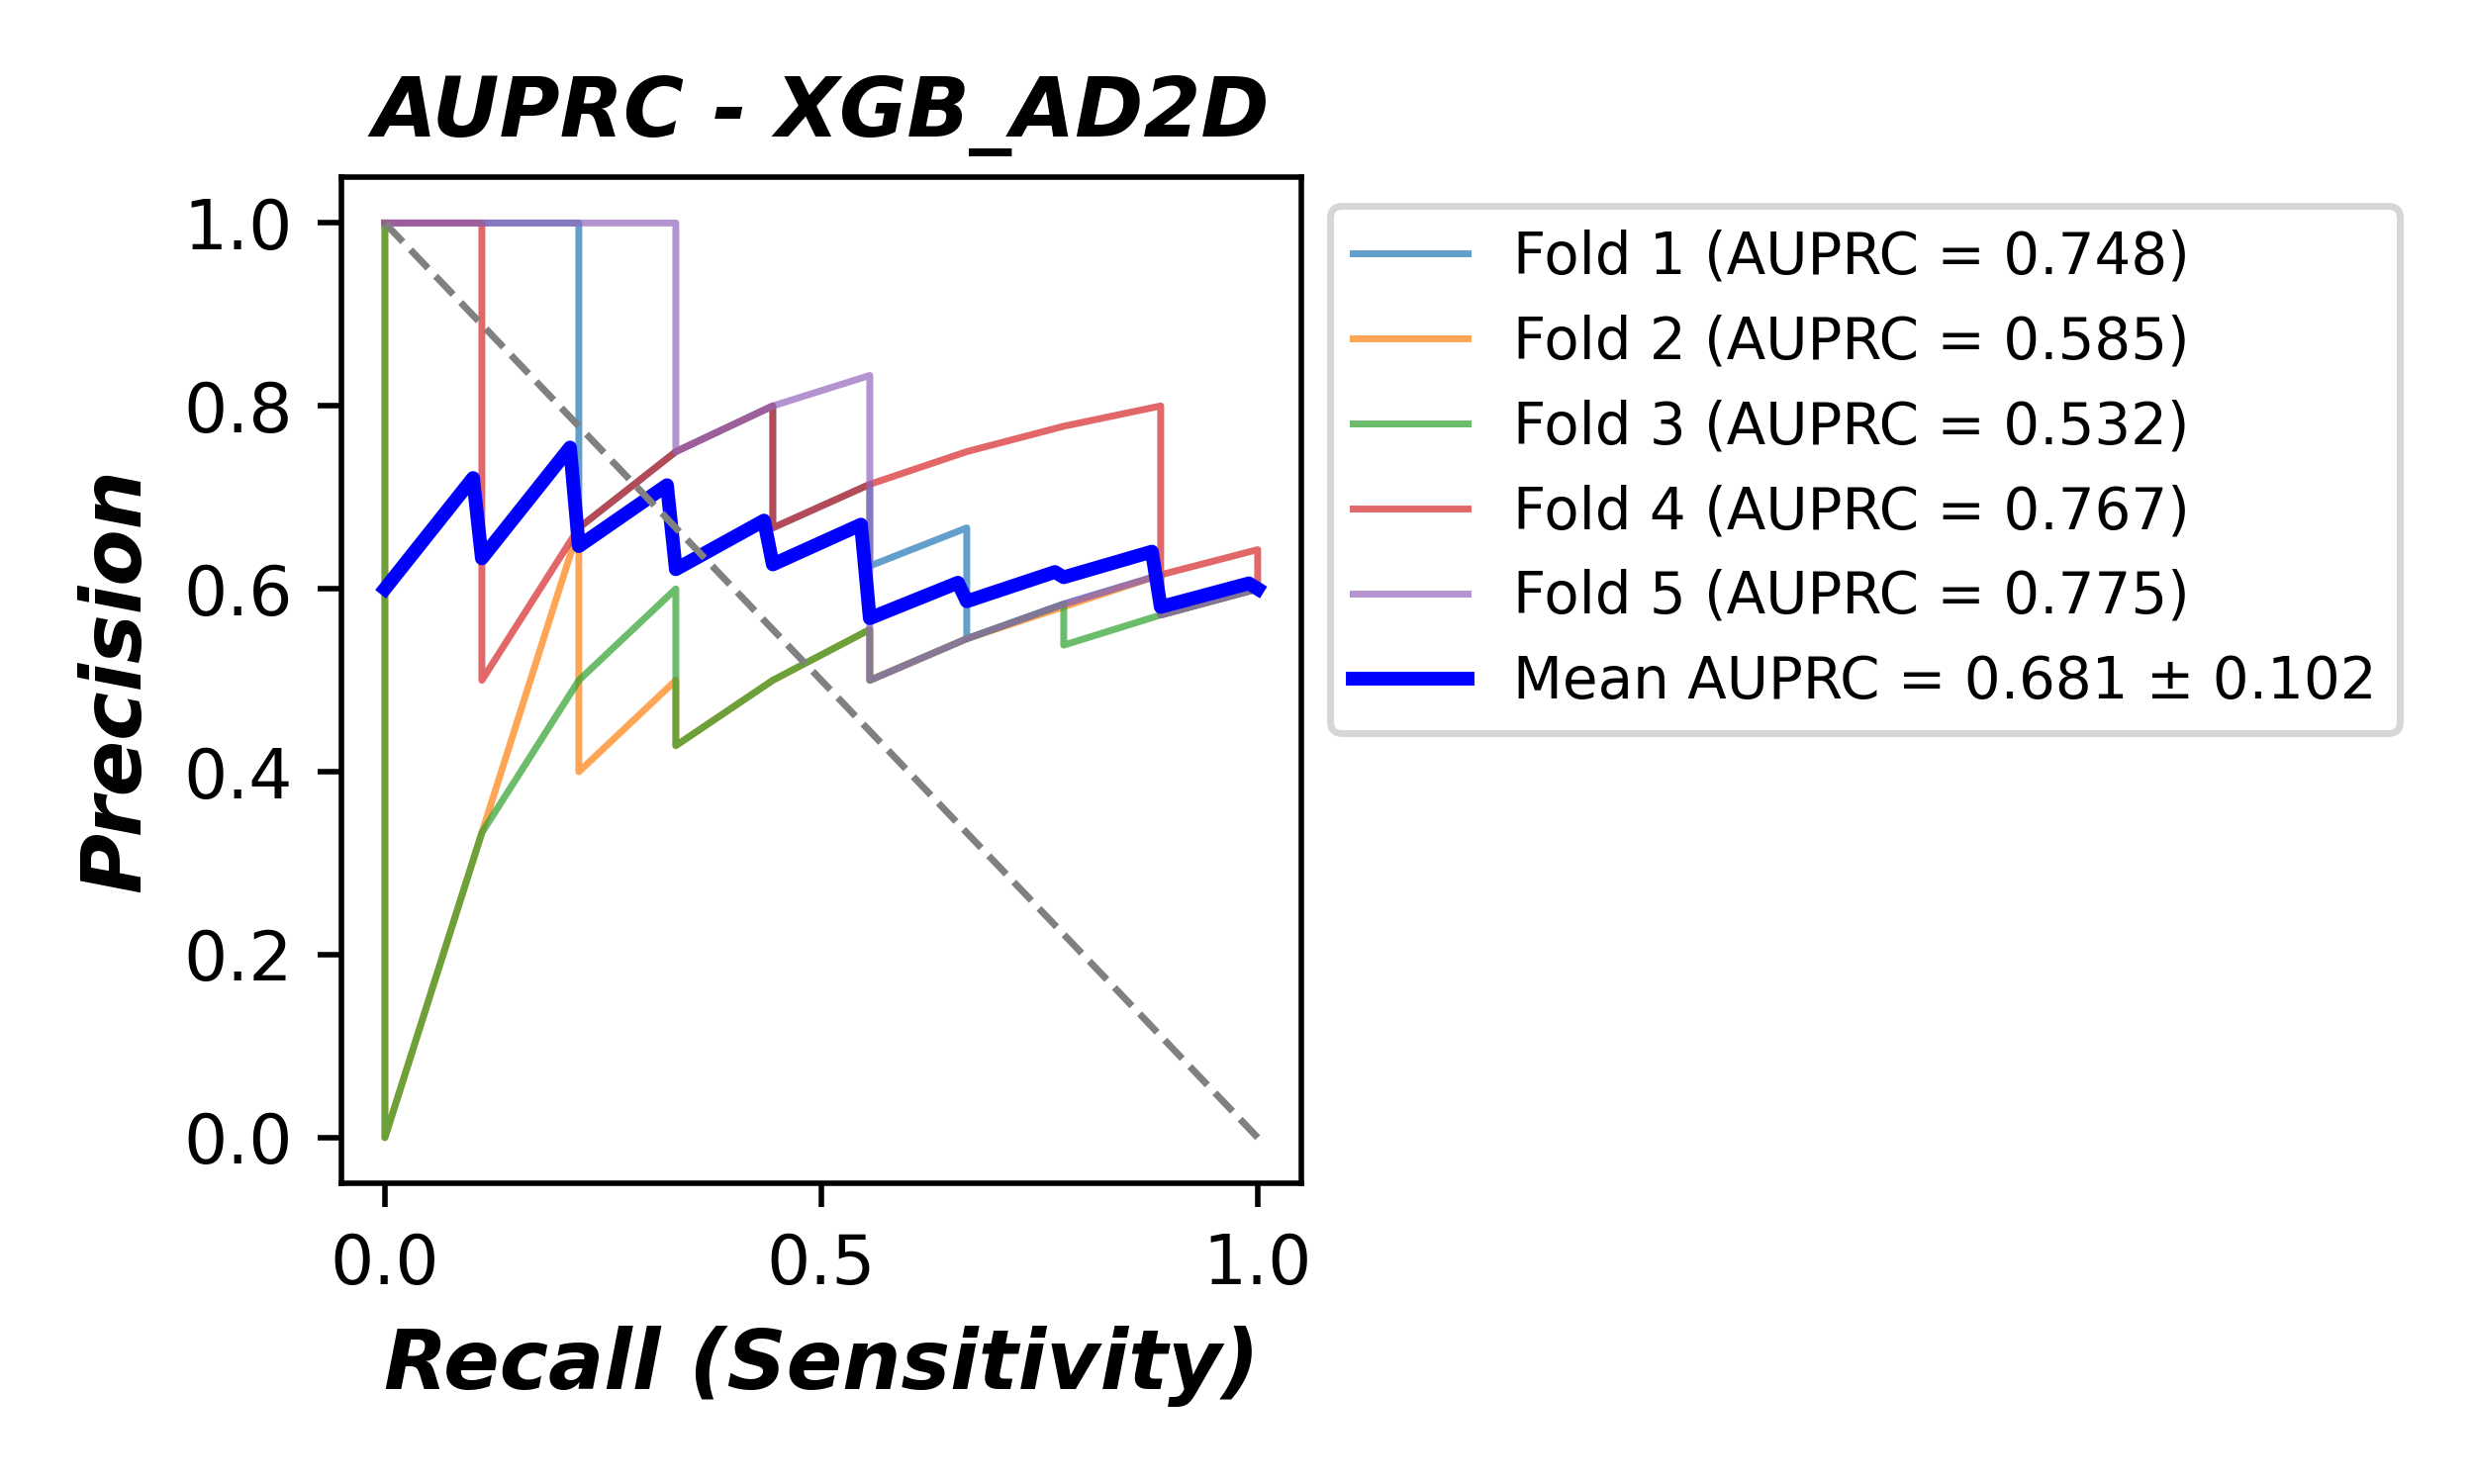 AUPRC - XGB_AD2D
Precision
1.0
0.8
0.6
0.4
0.2
0.0
0.0 0.5 1.0
Recall (Sensitivity)
Fold 1 (AUPRC = 0.748)
Fold 2 (AUPRC = 0.585)
Fold 3 (AUPRC = 0.532)
Fold 4 (AUPRC = 0.767)
Fold 5 (AUPRC = 0.775)
Mean AUPRC = 0.681 ± 0.102